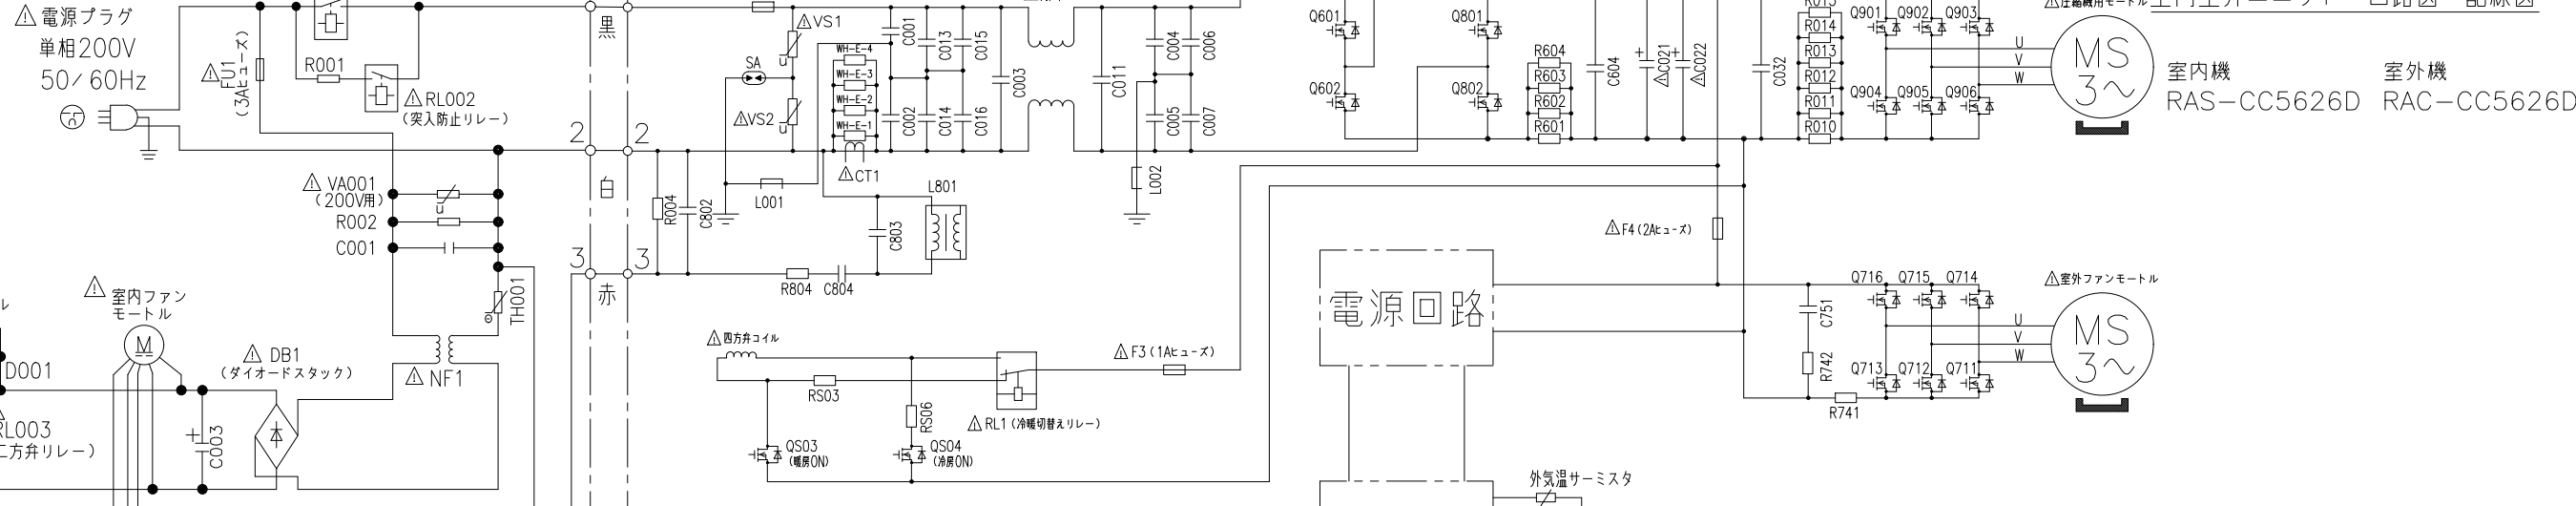 ⚠ 電源プラグ
単相200V
50/60Hz
⚠ FU1
(3Aヒューズ)
R001
⚠ RL002
(突入防止リレー)
⚠ VA001
(200V用)
u
R002
C001
TH001
⚠ 室内ファン
モートル
M
D001
RL003
二方弁リレー)
C003
⚠ DB1
(ダイオードスタック)
⚠ NF1
黒
2 2
白
3 3
赤
⚠VS1
u
SA
⚠VS2
u
WH-E-4
WH-E-3
WH-E-2
WH-E-1
⚠CT1
L001
C001
C002
C013
C014
C015
C016
C003
C011
C004
C005
C006
C007
L002
R004
C802
L801
C803
R804 C804
⚠ 四方弁コイル
RS03
RS06
QS03
(暖房ON)
QS04
(冷房ON)
⚠ RL1 (冷暖切替えリレー)
⚠ F3 (1Aヒューズ)
Q601
Q602
Q801
Q802
R604
R603
R602
R601
C604
⚠C021
⚠C022
C032
R014
R013
R012
R011
R010
Q901 Q902 Q903
Q904 Q905 Q906
U
V
W
⚠圧縮機用モートル
MS
3～
室内機 室外機
RAS-CC5626D RAC-CC5626D
⚠ F4 (2Aヒューズ)
電源回路
C751
R742
R741
Q716 Q715 Q714
Q713 Q712 Q711
U
V
W
⚠室外ファンモートル
MS
3～
外気温サーミスタ